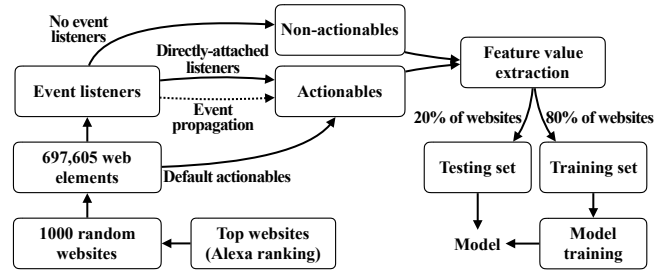 No event
listeners
Non-actionables
Directly-attached
listeners
Feature value
extraction
Event listeners
Actionables
Event
propagation
20% of websites
80% of websites
697,605 web
elements
Default actionables
Testing set
Training set
1000 random
websites
Top websites
(Alexa ranking)
Model
Model
training